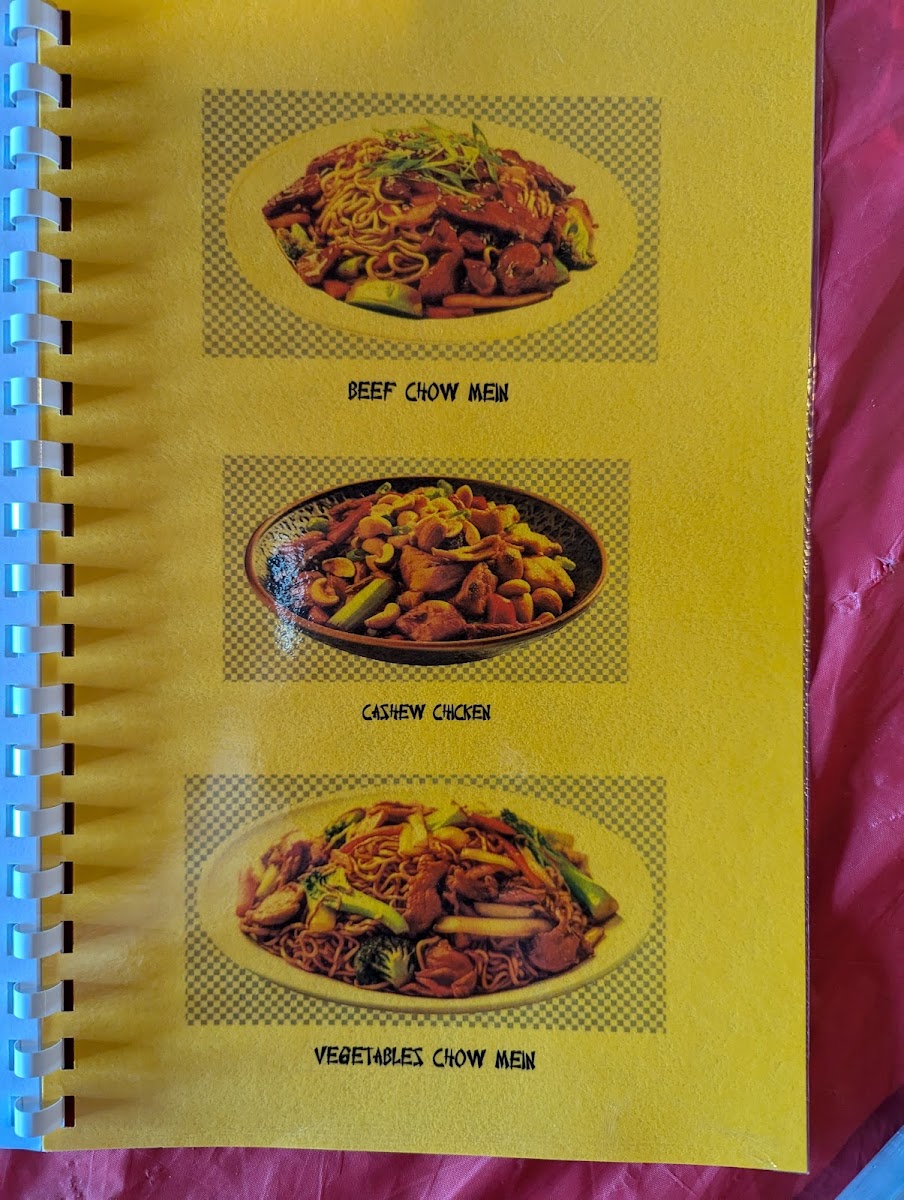 BEEF CHOW MEIN
CASHEW CHICKEN
VEGETABLES CHOW MEIN